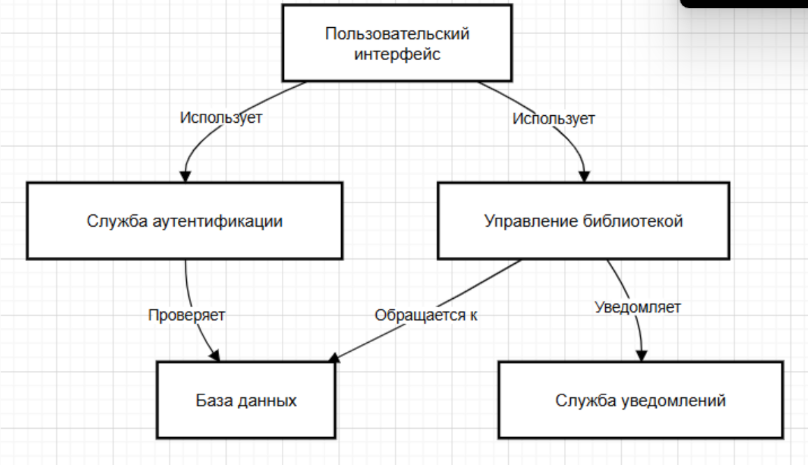 Пользовательский
интерфейс
Использует
Использует
Служба аутентификации
Управление библиотекой
Проверяет
Обращается к
Уведомляет
База данных
Служба уведомлений